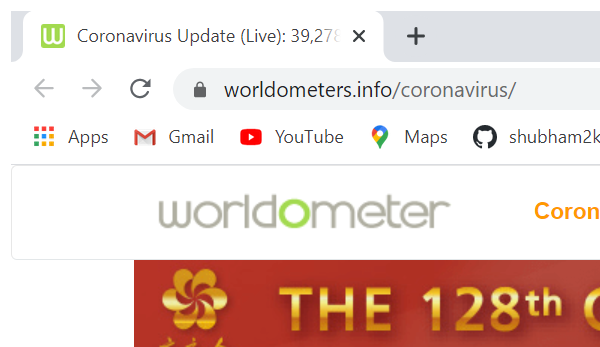 Coronavirus Update (Live): 39,278
worldometers.info/coronavirus/
Apps Gmail YouTube Maps shubham2k
worldometer Coron
THE 128th